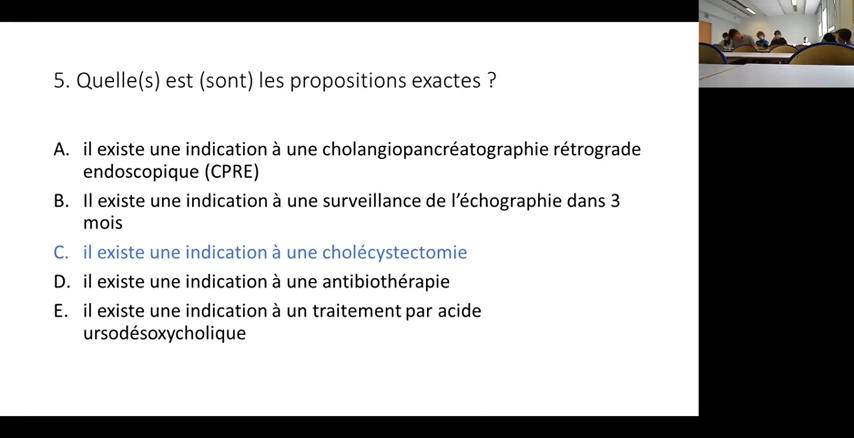 5. Quelle(s) est (sont) les propositions exactes ?
A. il existe une indication à une cholangiopancréatographie rétrograde
endoscopique (CPRE)
B. Il existe une indication à une surveillance de l’échographie dans 3
mois
C. il existe une indication à une cholécystectomie
D. il existe une indication à une antibiothérapie
E. il existe une indication à un traitement par acide
ursodésoxycholique